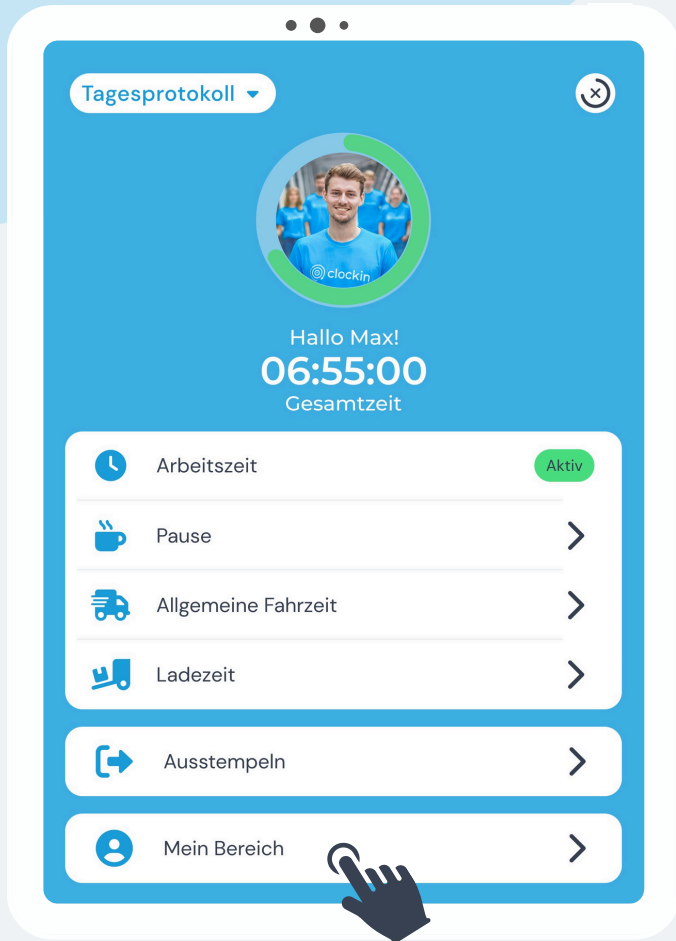 Tagesprotokoll
clockin
Hallo Max!
06:55:00
Gesamtzeit
Arbeitszeit
Aktiv
Pause
Allgemeine Fahrzeit
Ladezeit
Ausstempeln
Mein Bereich